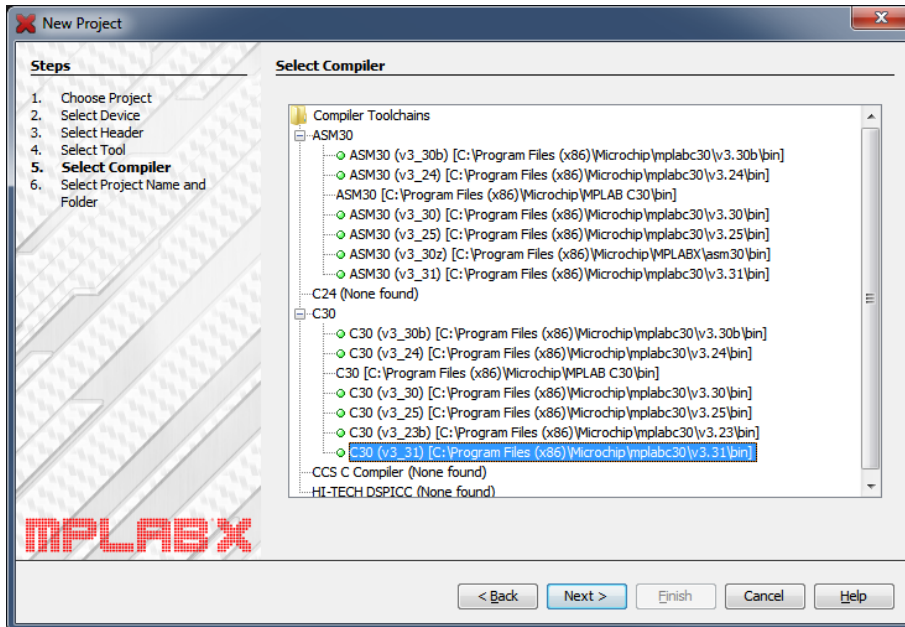 New Project
Steps
1. Choose Project
2. Select Device
3. Select Header
4. Select Tool
5. Select Compiler
6. Select Project Name and
Folder
Select Compiler
Compiler Toolchains
ASM30
ASM30 (v3_30b) [C:\Program Files (x86)\Microchip\mplabc30\v3.30b\bin]
ASM30 (v3_24) [C:\Program Files (x86)\Microchip\mplabc30\v3.24\bin]
ASM30 [C:\Program Files (x86)\Microchip\MPLAB C30\bin]
ASM30 (v3_30) [C:\Program Files (x86)\Microchip\mplabc30\v3.30\bin]
ASM30 (v3_25) [C:\Program Files (x86)\Microchip\mplabc30\v3.25\bin]
ASM30 (v3_30z) [C:\Program Files (x86)\Microchip\MPLABX\asm30\bin]
ASM30 (v3_31) [C:\Program Files (x86)\Microchip\mplabc30\v3.31\bin]
C24 (None found)
C30
C30 (v3_30b) [C:\Program Files (x86)\Microchip\mplabc30\v3.30b\bin]
C30 (v3_24) [C:\Program Files (x86)\Microchip\mplabc30\v3.24\bin]
C30 [C:\Program Files (x86)\Microchip\MPLAB C30\bin]
C30 (v3_30) [C:\Program Files (x86)\Microchip\mplabc30\v3.30\bin]
C30 (v3_25) [C:\Program Files (x86)\Microchip\mplabc30\v3.25\bin]
C30 (v3_23b) [C:\Program Files (x86)\Microchip\mplabc30\v3.23\bin]
C30 (v3_31) [C:\Program Files (x86)\Microchip\mplabc30\v3.31\bin]
CCS C Compiler (None found)
HI-TECH DSPICC (None found)
MPLAB X
< Back Next > Finish Cancel Help